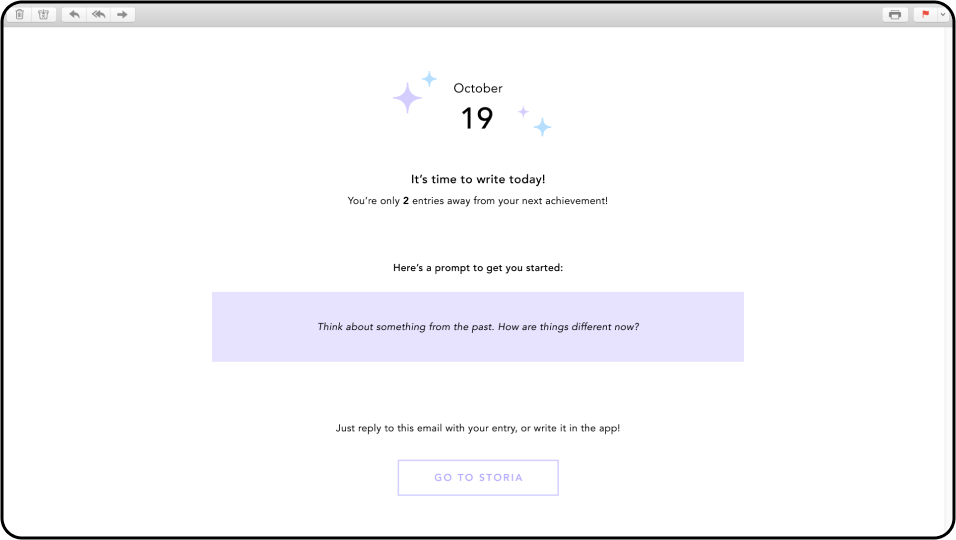 October
19
It's time to write today!
You're only 2 entries away from your next achievement!
Here's a prompt to get you started:
Think about something from the past. How are things different now?
Just reply to this email with your entry, or write it in the app!
GO TO STORIA